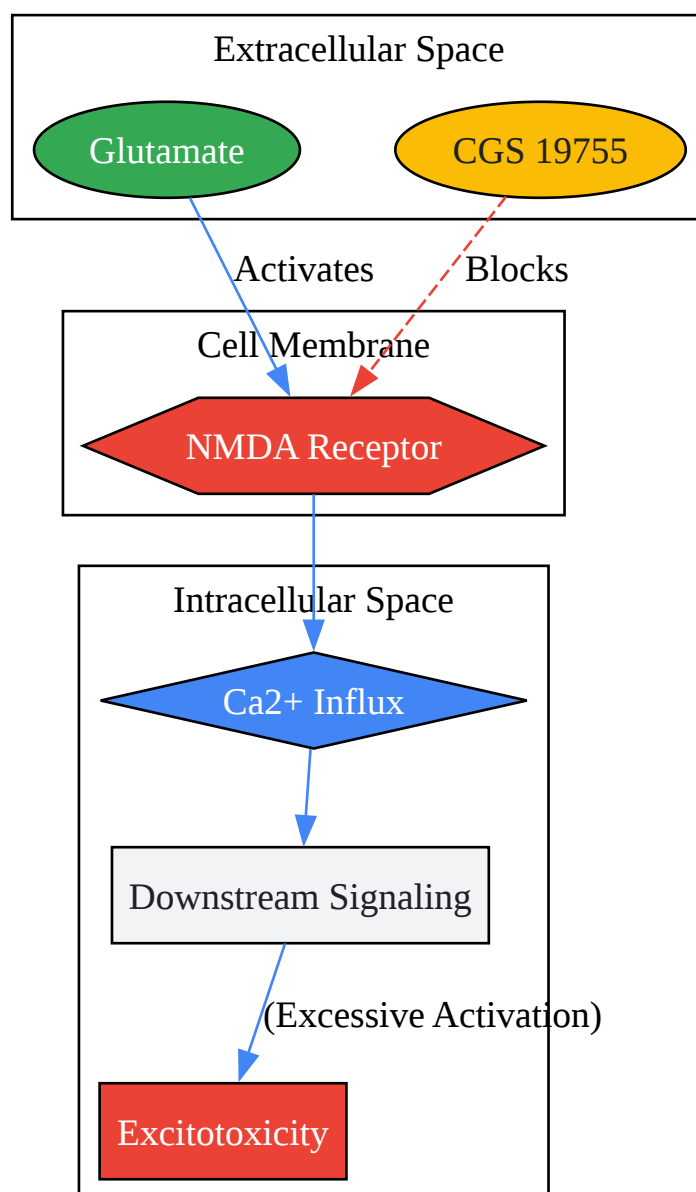 Extracellular Space
Glutamate
CGS 19755
Activates
Blocks
Cell Membrane
NMDA Receptor
Intracellular Space
Ca2+ Influx
Downstream Signaling
(Excessive Activation)
Excitotoxicity